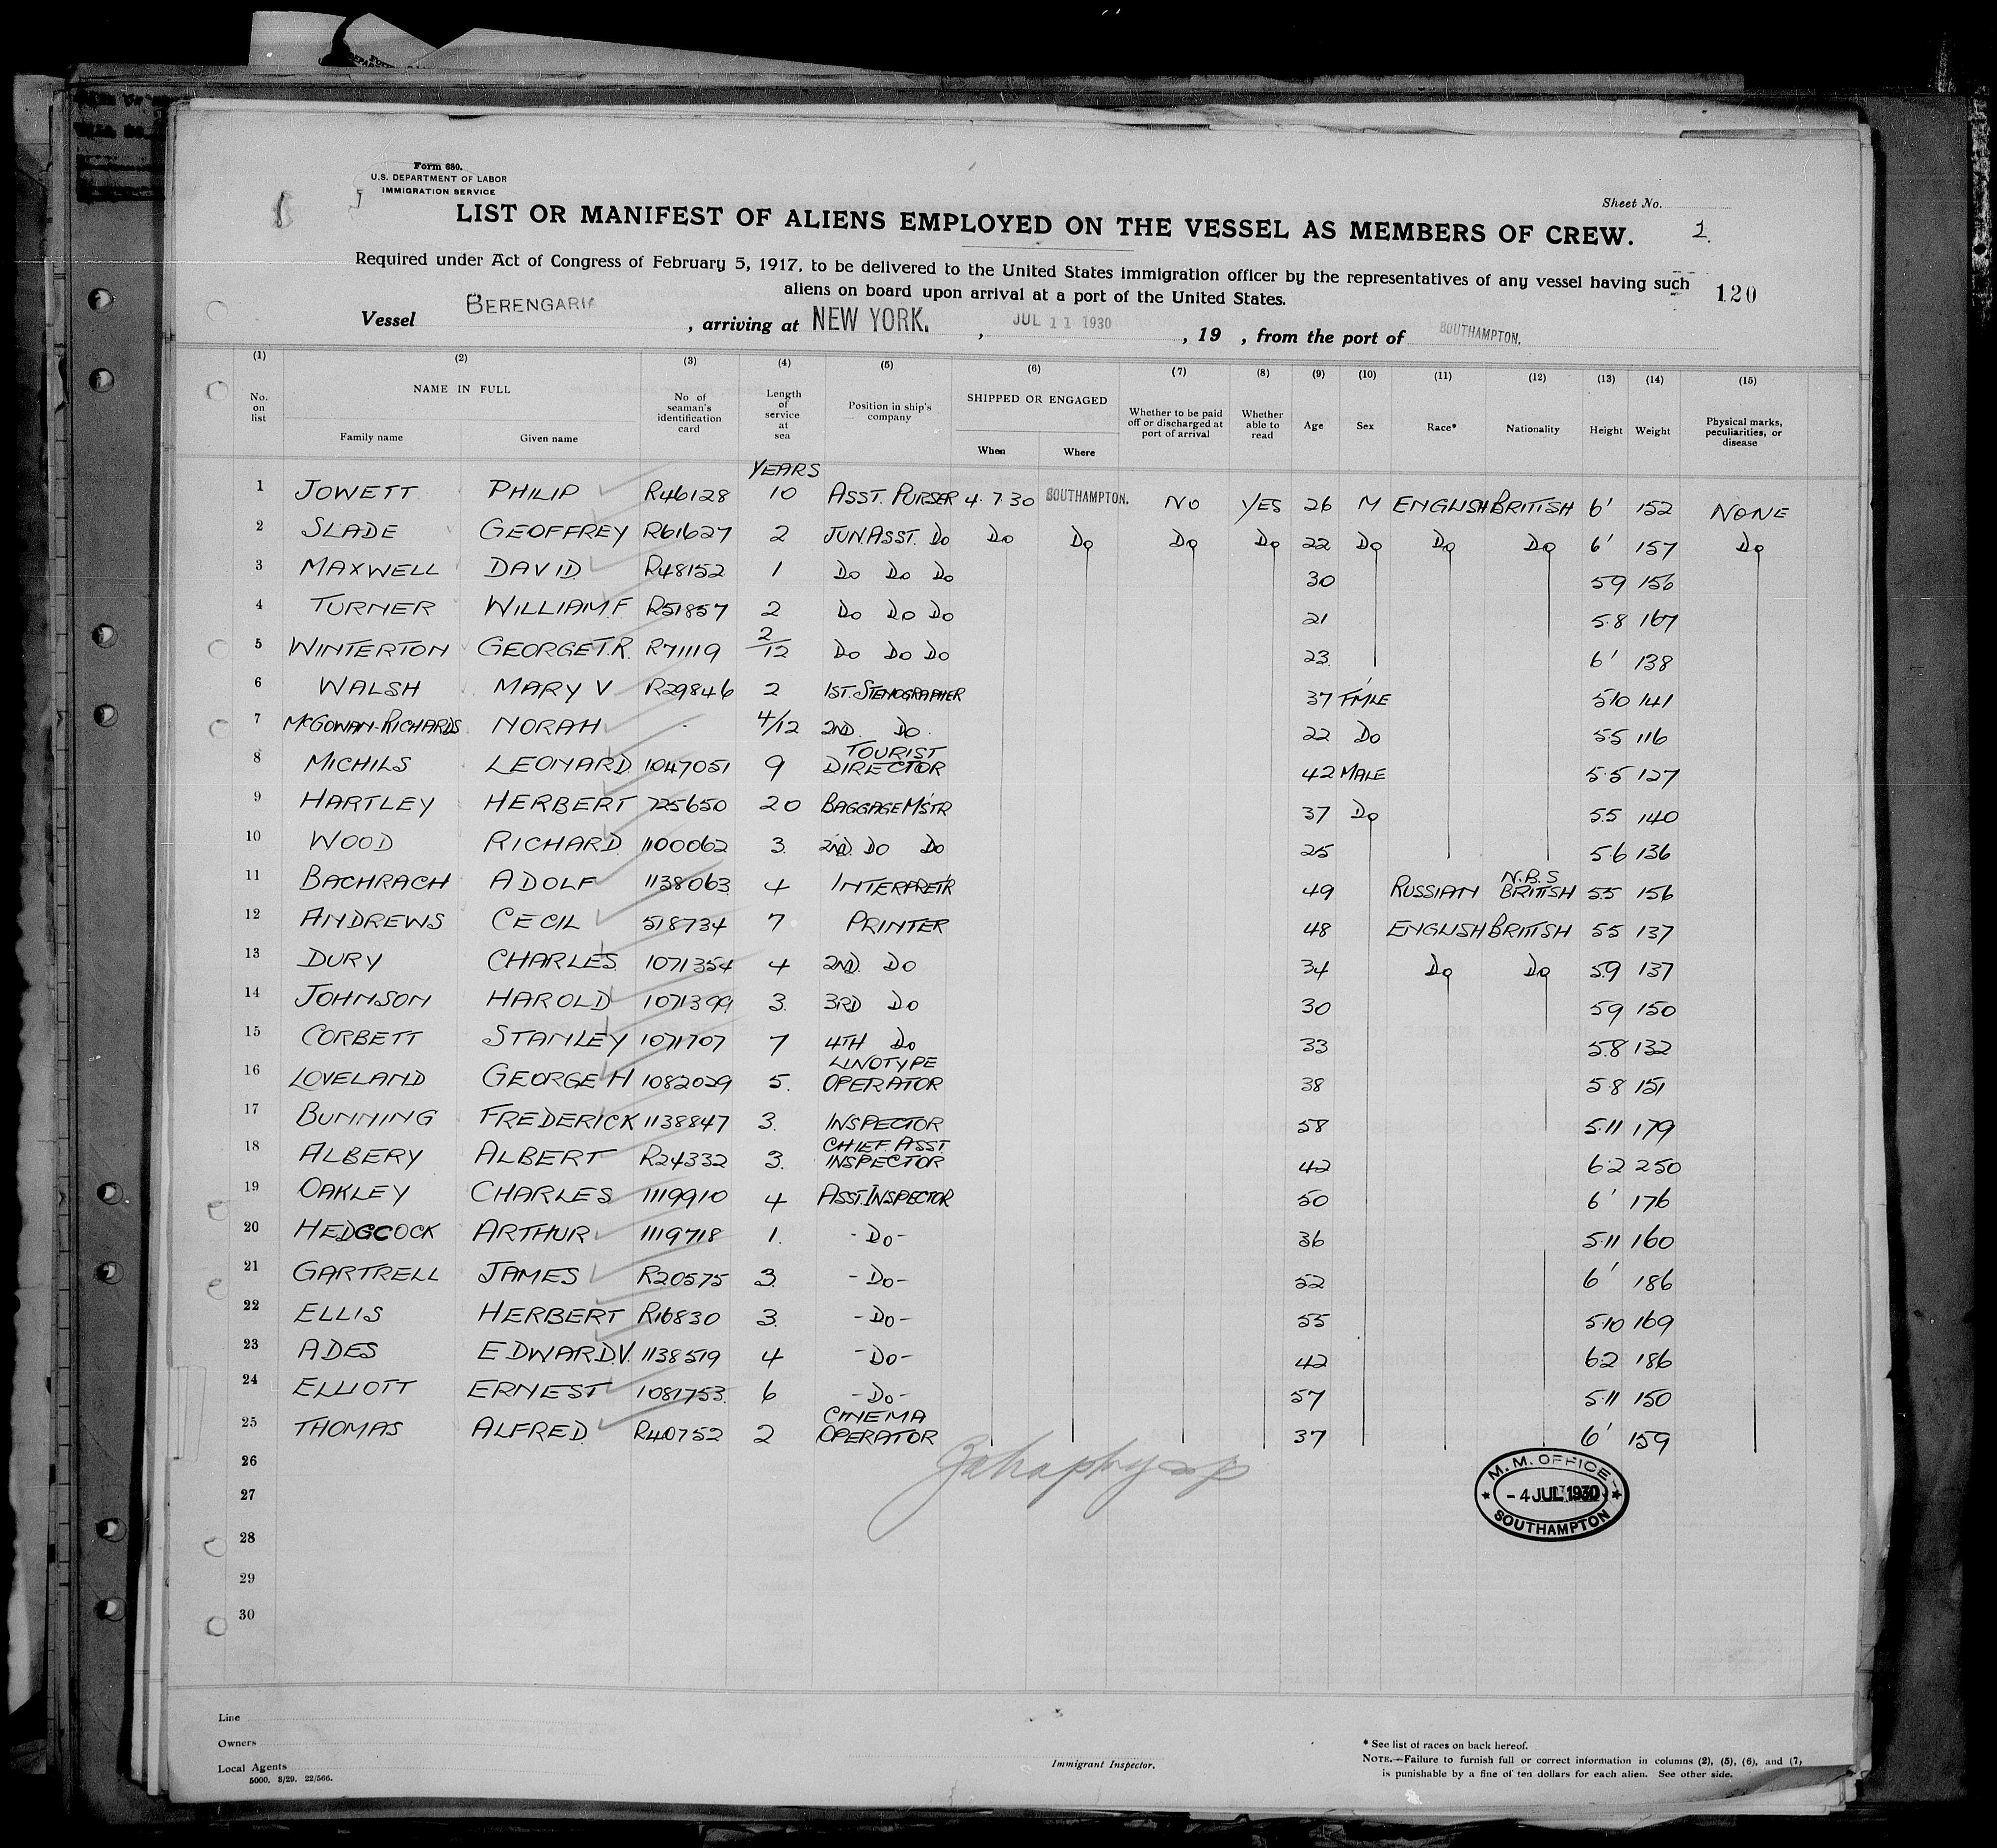 Form 680.
U.S. DEPARTMENT OF LABOR
IMMIGRATION SERVICE
Sheet No. 1.
LIST OR MANIFEST OF ALIENS EMPLOYED ON THE VESSEL AS MEMBERS OF CREW.
Required under Act of Congress of February 5, 1917, to be delivered to the United States immigration officer by the representatives of any vessel having such
aliens on board upon arrival at a port of the United States.
120
Vessel BERENGARIA, arriving at NEW YORK., JUL 11 1930, 19 , from the port of SOUTHAMPTON.
(1) (2) (3) (4) (5) (6) (7) (8) (9) (10) (11) (12) (13) (14) (15)
No. on list NAME IN FULL Family name Given name No of seaman's identification card Length of service at sea Position in ship's company SHIPPED OR ENGAGED When Where Whether to be paid off or discharged at port of arrival Whether able to read Age Sex Race* Nationality Height Weight Physical marks, peculiarities, or disease
YEARS
1 JOWETT PHILIP R46128 10 ASST. PURSER 4.7.30 SOUTHAMPTON. NO YES 26 M ENGLISH BRITISH 6' 152 NONE
2 SLADE GEOFFREY R61627 2 JUN.ASST. DO DO DO DO DO 22 DO DO DO 6' 157 DO
3 MAXWELL DAVID R48152 1 DO DO DO 30 59 156
4 TURNER WILLIAM.F R51857 2 DO DO DO 21 5.8 167
5 WINTERTON GEORGE T.R. R71119 2/12 DO DO DO 23 6' 138
6 WALSH MARY V R29846 2 1ST. STENOGRAPHER 37 FMLE 510 141
7 McGOWAN-RICHARDS NORAH - 4/12 2ND. DO. 22 DO 5.5 116
8 MICHILS LEONARD 1047051 9 TOURIST DIRECTOR 42 MALE 5.5 127
9 HARTLEY HERBERT 725650 20 BAGGAGE M'STR 37 DO 5.5 140
10 WOOD RICHARD 1100062 3. 2ND. DO DO 25 5.6 136
11 BACHRACH ADOLF 1138063 4 INTERPRET'R 49 RUSSIAN N.B.S BRITISH 5.5 156
12 ANDREWS CECIL 518734 7 PRINTER 48 ENGLISH BRITISH 55 137
13 DURY CHARLES 1071354 4 2ND. DO 34 DO DO 5.9 137
14 JOHNSON HAROLD 1071399 3. 3RD DO 30 59 150
15 CORBETT STANLEY 1071707 7 4TH DO 33 5.8 132
16 LOVELAND GEORGE H 1082029 5. LINOTYPE OPERATOR 38 5.8 151
17 BUNNING FREDERICK 1138847 3. INSPECTOR 58 5.11 179
18 ALBERY ALBERT R24332 3. CHIEF. ASST. INSPECTOR 42 6.2 250
19 OAKLEY CHARLES 1119910 4 ASST. INSPECTOR 50 6' 176
20 HEDGCOCK ARTHUR 1119718 1. -DO- 36 5.11 160
21 GARTRELL JAMES R20575 3. -DO- 52 6' 186
22 ELLIS HERBERT R16830 3. -DO- 55 5.10 169
23 ADES EDWARD.V. 1138519 4 -DO- 42 62 186
24 ELLIOTT ERNEST 1081753. 6 -DO- 57 5.11 150
25 THOMAS ALFRED R40752 2 CINEMA OPERATOR 37 6' 159
26
27
28
29
30
M. M. OFFICE
- 4 JUL 1930
SOUTHAMPTON
Line
Owners
Local Agents
5000. 3/29. 22/566.
Immigrant Inspector.
* See list of races on back hereof.
NOTE.—Failure to furnish full or correct information in columns (2), (5), (6), and (7)
is punishable by a fine of ten dollars for each alien. See other side.